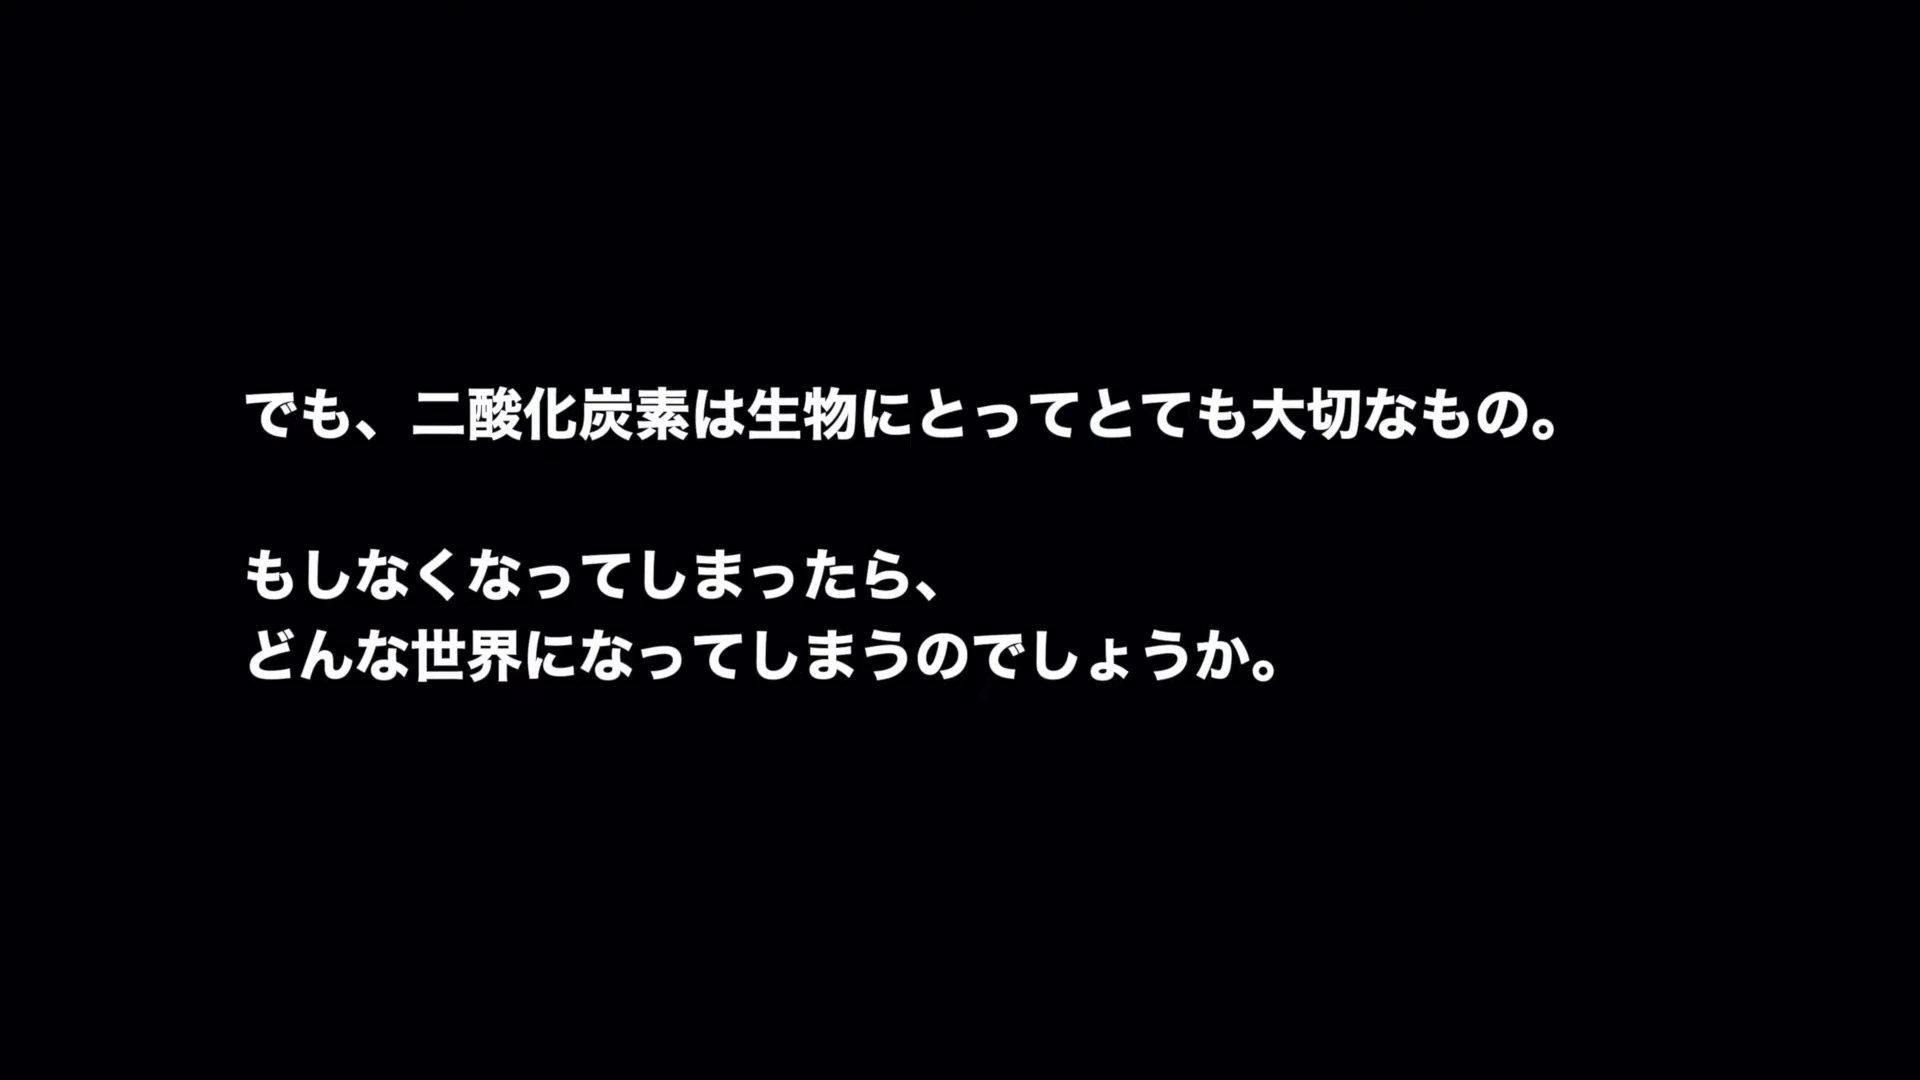 でも、二酸化炭素は生物にとってとても大切なもの。
もしなくなってしまったら、
どんな世界になってしまうのでしょうか。